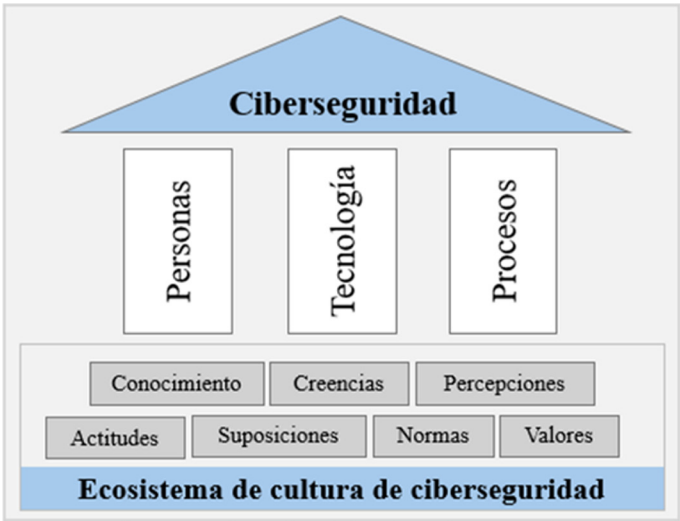 Ciberseguridad
Personas
Tecnología
Procesos
Conocimiento
Creencias
Percepciones
Actitudes
Suposiciones
Normas
Valores
Ecosistema de cultura de ciberseguridad